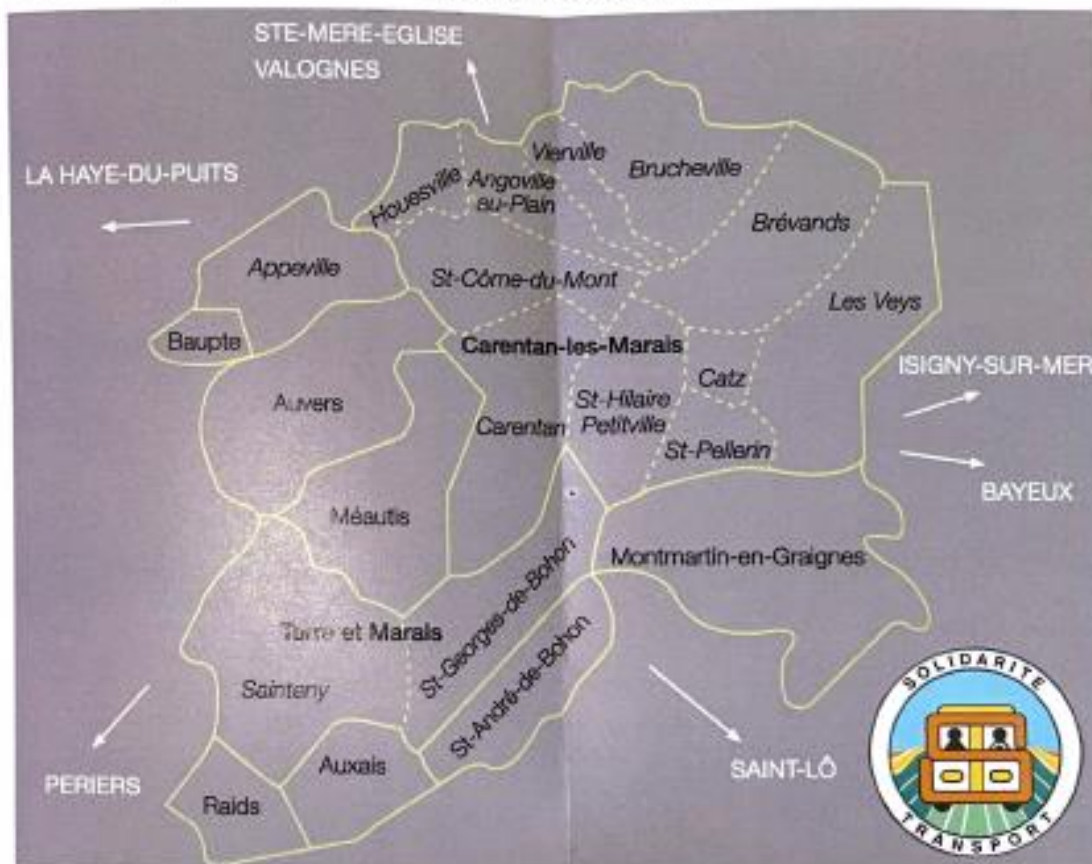 STE-MERE-EGLISE
VALOGNES
LA HAYE-DU-PUITS
Houesville
Angoville
au-Plain
Vierville
Brucheville
Brévands
Appeville
St-Côme-du-Mont
Les Veys
Baupte
Carentan-les-Marais
ISIGNY-SUR-MER
Auvers
Catz
St-Hilaire
Petitville
Carentan
St-Pellerin
BAYEUX
Méautis
Montmartin-en-Graignes
St-Georges-de-Bohon
Terre et Marais
St-André-de-Bohon
Sainteny
SOLIDARITE
TRANSPORT
Auxais
SAINT-LÔ
PERIERS
Raids